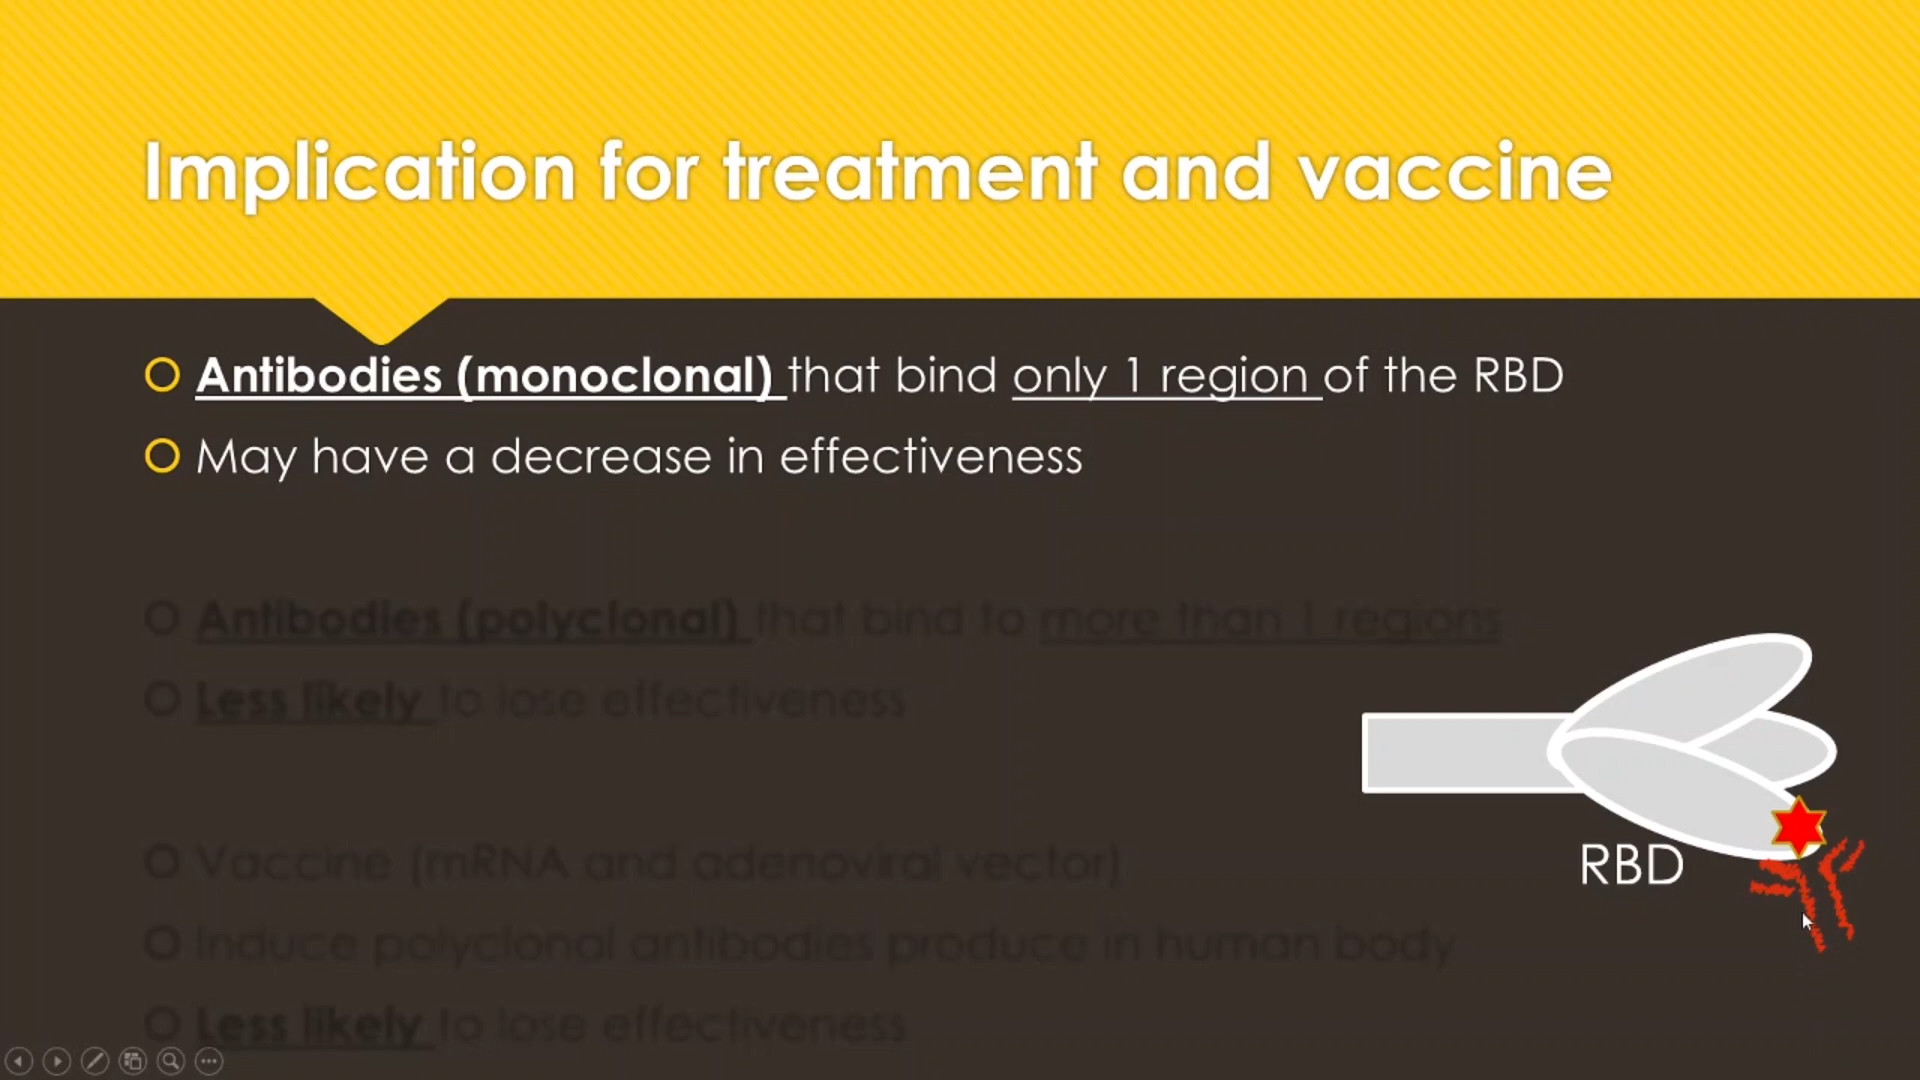 Implication for treatment and vaccine
Antibodies (monoclonal) that bind only 1 region of the RBD
May have a decrease in effectiveness
Antibodies (polyclonal) that bind to more than 1 regions
Less likely to lose effectiveness
Vaccine (mRNA and adenoviral vector)
Induce polyclonal antibodies produce in human body
Less likely to lose effectiveness
RBD